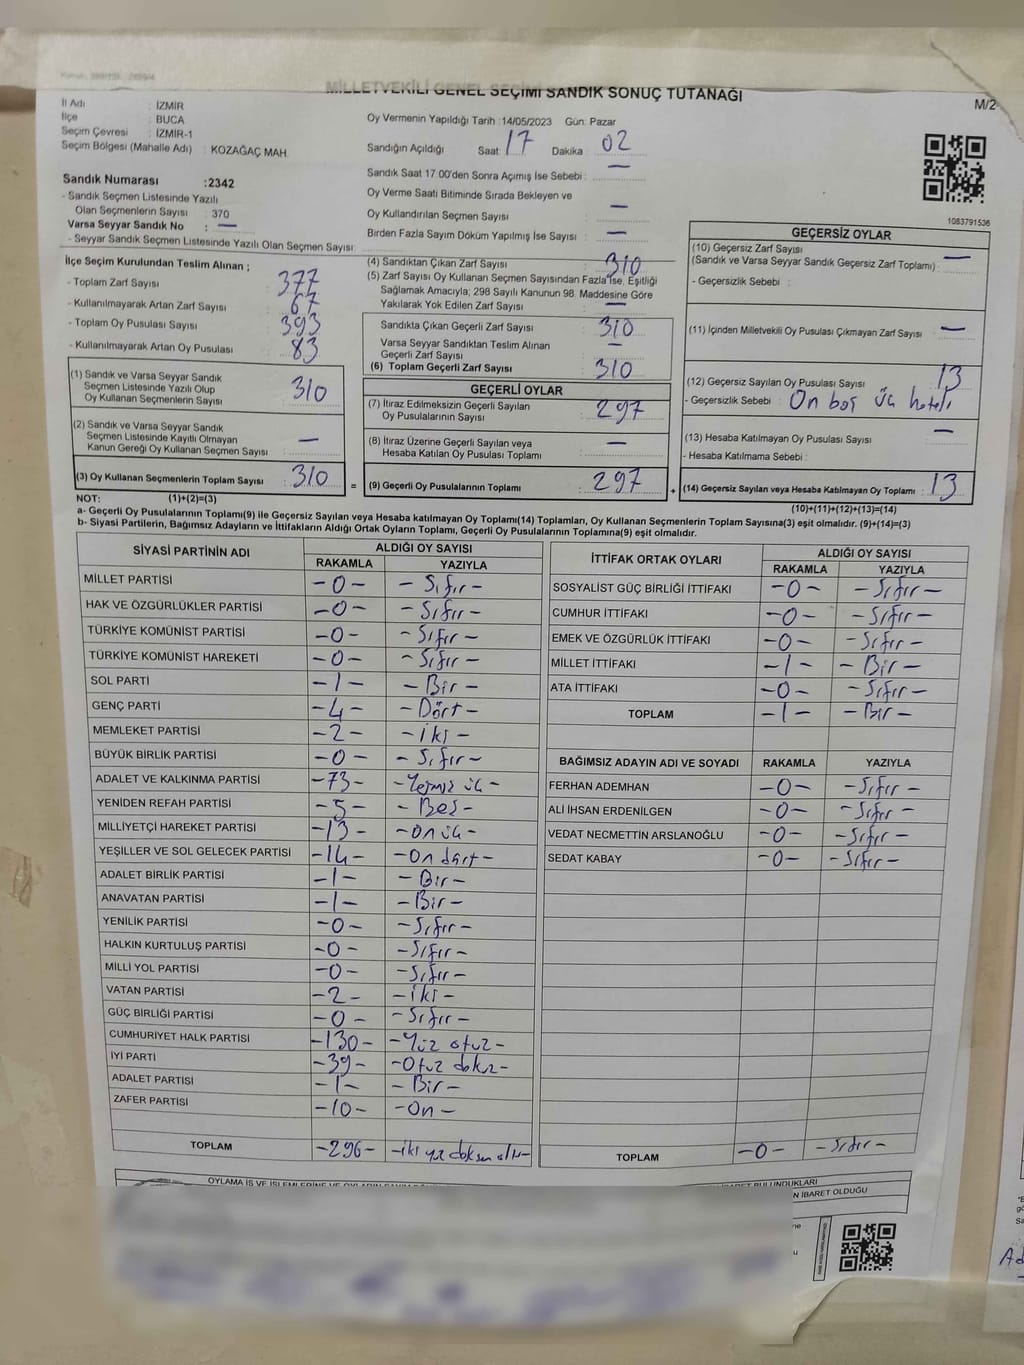 MİLLETVEKİLİ GENEL SEÇİMİ SANDIK SONUÇ TUTANAĞI
M/2
İl Adı : İZMİR
İlçe : BUCA
Seçim Çevresi : İZMİR-1
Seçim Bölgesi (Mahalle Adı) : KOZAĞAÇ MAH.
Oy Vermenin Yapıldığı Tarih :14/05/2023 Gün: Pazar
Sandığın Açıldığı Saat : 17 Dakika : 02
Sandık Saat 17 00'den Sonra Açımış İse Sebebi : —
Oy Verme Saati Bitiminde Sırada Bekleyen ve
Oy Kullandırılan Seçmen Sayısı : —
Birden Fazla Sayım Döküm Yapılmış İse Sayısı : —
1083791536
Sandık Numarası :2342
- Sandık Seçmen Listesinde Yazılı
Olan Seçmenlerin Sayısı : 370
Varsa Seyyar Sandık No : —
- Seyyar Sandık Seçmen Listesinde Yazılı Olan Seçmen Sayısı:
İlçe Seçim Kurulundan Teslim Alınan ;
- Toplam Zarf Sayısı : 377
- Kullanılmayarak Artan Zarf Sayısı : 67
- Toplam Oy Pusulası Sayısı : 393
- Kullanılmayarak Artan Oy Pusulası : 83
(1) Sandık ve Varsa Seyyar Sandık
Seçmen Listesinde Yazılı Olup
Oy Kullanan Seçmenlerin Sayısı : 310
(2) Sandık ve Varsa Seyyar Sandık
Seçmen Listesinde Kayıtlı Olmayan
Kanun Gereği Oy Kullanan Seçmen Sayısı : —
(3) Oy Kullanan Seçmenlerin Toplam Sayısı : 310
(4) Sandıktan Çıkan Zarf Sayısı : 310
(5) Zarf Sayısı Oy Kullanan Seçmen Sayısından Fazla İse, Eşitliği
Sağlamak Amacıyla; 298 Sayılı Kanunun 98. Maddesine Göre
Yakılarak Yok Edilen Zarf Sayısı : —
Sandıkta Çıkan Geçerli Zarf Sayısı : 310
Varsa Seyyar Sandıktan Teslim Alınan
Geçerli Zarf Sayısı : —
(6) Toplam Geçerli Zarf Sayısı : 310
GEÇERLİ OYLAR
(7) İtiraz Edilmeksizin Geçerli Sayılan
Oy Pusulalarının Sayısı : 297
(8) İtiraz Üzerine Geçerli Sayılan veya
Hesaba Katılan Oy Pusulası Toplamı : —
= (9) Geçerli Oy Pusulalarının Toplamı : 297
GEÇERSİZ OYLAR
(10) Geçersiz Zarf Sayısı
(Sandık ve Varsa Seyyar Sandık Geçersiz Zarf Toplamı) : —
- Geçersizlik Sebebi :
(11) İçinden Milletvekili Oy Pusulası Çıkmayan Zarf Sayısı : —
(12) Geçersiz Sayılan Oy Pusulası Sayısı : 13
- Geçersizlik Sebebi : On boş üç hatalı
(13) Hesaba Katılmayan Oy Pusulası Sayısı : —
- Hesaba Katılmama Sebebi :
+ (14) Geçersiz Sayılan veya Hesaba Katılmayan Oy Toplamı : 13
NOT: (1)+(2)=(3)
(10)+(11)+(12)+(13)=(14)
a- Geçerli Oy Pusulalarının Toplamı(9) ile Geçersiz Sayılan veya Hesaba katılmayan Oy Toplamı(14) Toplamları, Oy Kullanan Seçmenlerin Toplam Sayısına(3) eşit olmalıdır. (9)+(14)=(3)
b- Siyasi Partilerin, Bağımsız Adayların ve İttifakların Aldığı Ortak Oyların Toplamı, Geçerli Oy Pusulalarının Toplamına(9) eşit olmalıdır.
SİYASİ PARTİNİN ADI ALDIĞI OY SAYISI
RAKAMLA YAZIYLA
MİLLET PARTİSİ -0- -Sıfır-
HAK VE ÖZGÜRLÜKLER PARTİSİ -0- -Sıfır-
TÜRKİYE KOMÜNİST PARTİSİ -0- -Sıfır-
TÜRKİYE KOMÜNİST HAREKETİ -0- -Sıfır-
SOL PARTİ -1- -Bir-
GENÇ PARTİ -4- -Dört-
MEMLEKET PARTİSİ -2- -iki-
BÜYÜK BİRLİK PARTİSİ -0- -Sıfır-
ADALET VE KALKINMA PARTİSİ -73- -Yetmiş üç-
YENİDEN REFAH PARTİSİ -5- -Beş-
MİLLİYETÇİ HAREKET PARTİSİ -13- -on üç-
YEŞİLLER VE SOL GELECEK PARTİSİ -14- -On dört-
ADALET BİRLİK PARTİSİ -1- -Bir-
ANAVATAN PARTİSİ -1- -Bir-
YENİLİK PARTİSİ -0- -Sıfır-
HALKIN KURTULUŞ PARTİSİ -0- -Sıfır-
MİLLİ YOL PARTİSİ -0- -Sıfır-
VATAN PARTİSİ -2- -iki-
GÜÇ BİRLİĞİ PARTİSİ -0- -Sıfır-
CUMHURİYET HALK PARTİSİ -130- -Yüz otuz-
İYİ PARTİ -39- -Otuz dokuz-
ADALET PARTİSİ -1- -Bir-
ZAFER PARTİSİ -10- -On-
TOPLAM -296- -iki yüz doksan altı-
İTTİFAK ORTAK OYLARI ALDIĞI OY SAYISI
RAKAMLA YAZIYLA
SOSYALİST GÜÇ BİRLİĞİ İTTİFAKI -0- -Sıfır-
CUMHUR İTTİFAKI -0- -Sıfır-
EMEK VE ÖZGÜRLÜK İTTİFAKI -0- -Sıfır-
MİLLET İTTİFAKI -1- -Bir-
ATA İTTİFAKI -0- -Sıfır-
TOPLAM -1- -Bir-
BAĞIMSIZ ADAYIN ADI VE SOYADI RAKAMLA YAZIYLA
FERHAN ADEMHAN -0- -Sıfır-
ALİ İHSAN ERDENİLGEN -0- -Sıfır-
VEDAT NECMETTİN ARSLANOĞLU -0- -Sıfır-
SEDAT KABAY -0- -Sıfır-
TOPLAM -0- -Sıfır-
OYLAMA İŞ VE
BULUNDUKLARI
İBARET OLDUĞU